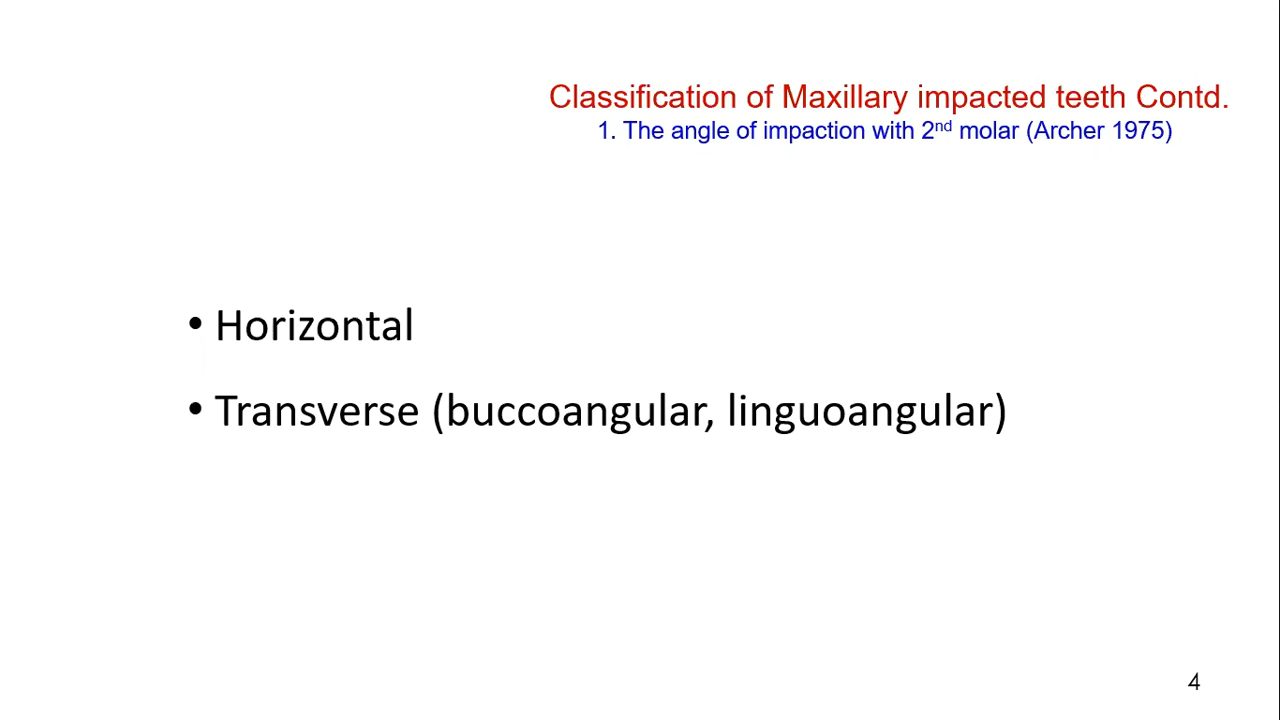 Classification of Maxillary impacted teeth Contd.
1. The angle of impaction with 2nd molar (Archer 1975)
• Horizontal
• Transverse (buccoangular, linguoangular)
4